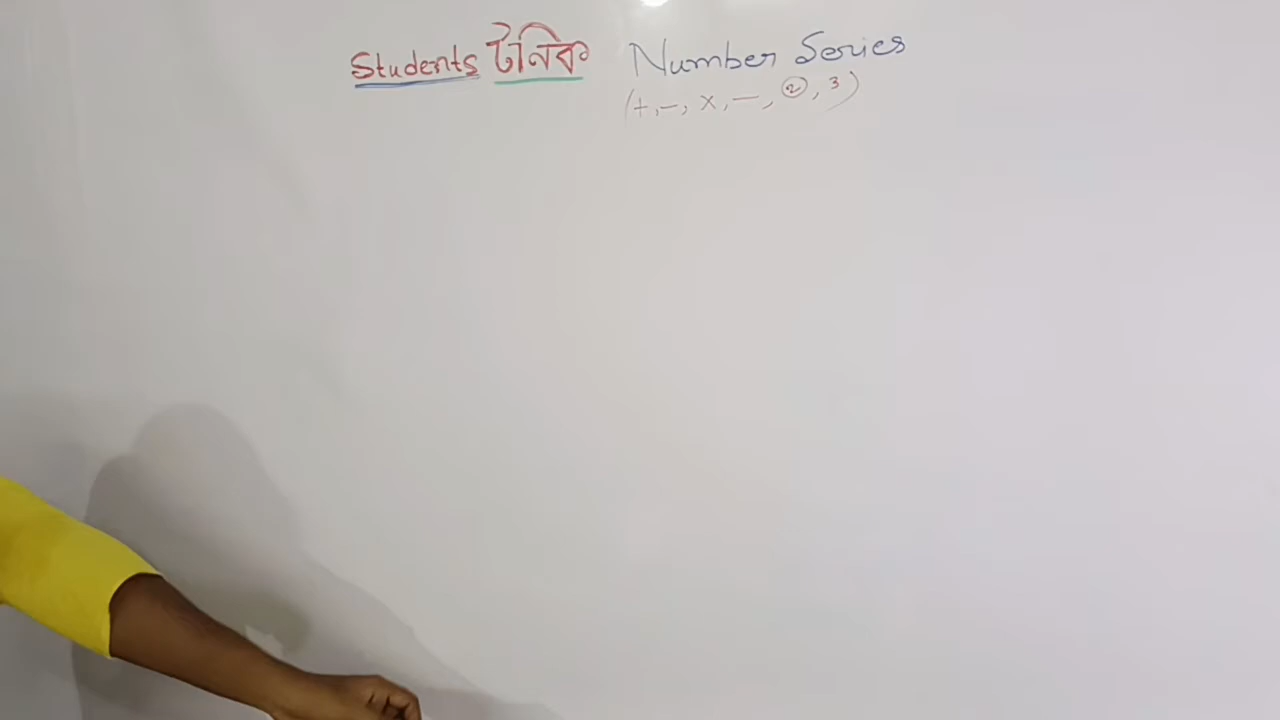 Students টনিক Number Series
(+, -, x, -, ②, 3)